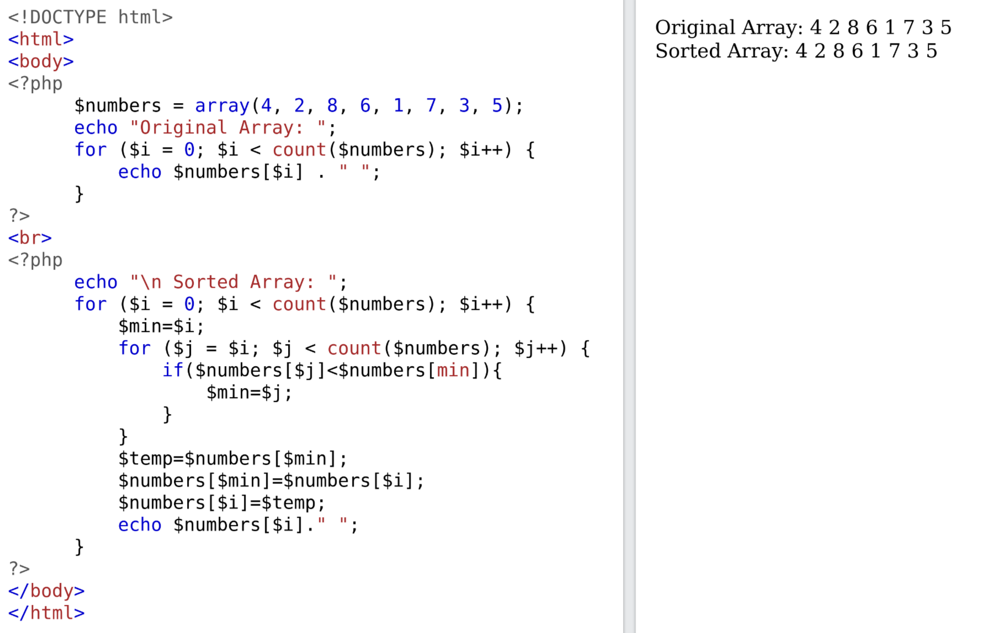 <!DOCTYPE html>
<html>
<body>
<?php
      $numbers = array(4, 2, 8, 6, 1, 7, 3, 5);
      echo "Original Array: ";
      for ($i = 0; $i < count($numbers); $i++) {
          echo $numbers[$i] . " ";
      }
?>
<br>
<?php
      echo "\n Sorted Array: ";
      for ($i = 0; $i < count($numbers); $i++) {
          $min=$i;
          for ($j = $i; $j < count($numbers); $j++) {
              if($numbers[$j]<$numbers[min]){
                  $min=$j;
              }
          }
          $temp=$numbers[$min];
          $numbers[$min]=$numbers[$i];
          $numbers[$i]=$temp;
          echo $numbers[$i]." ";
      }
?>
</body>
</html>
Original Array: 4 2 8 6 1 7 3 5
Sorted Array: 4 2 8 6 1 7 3 5